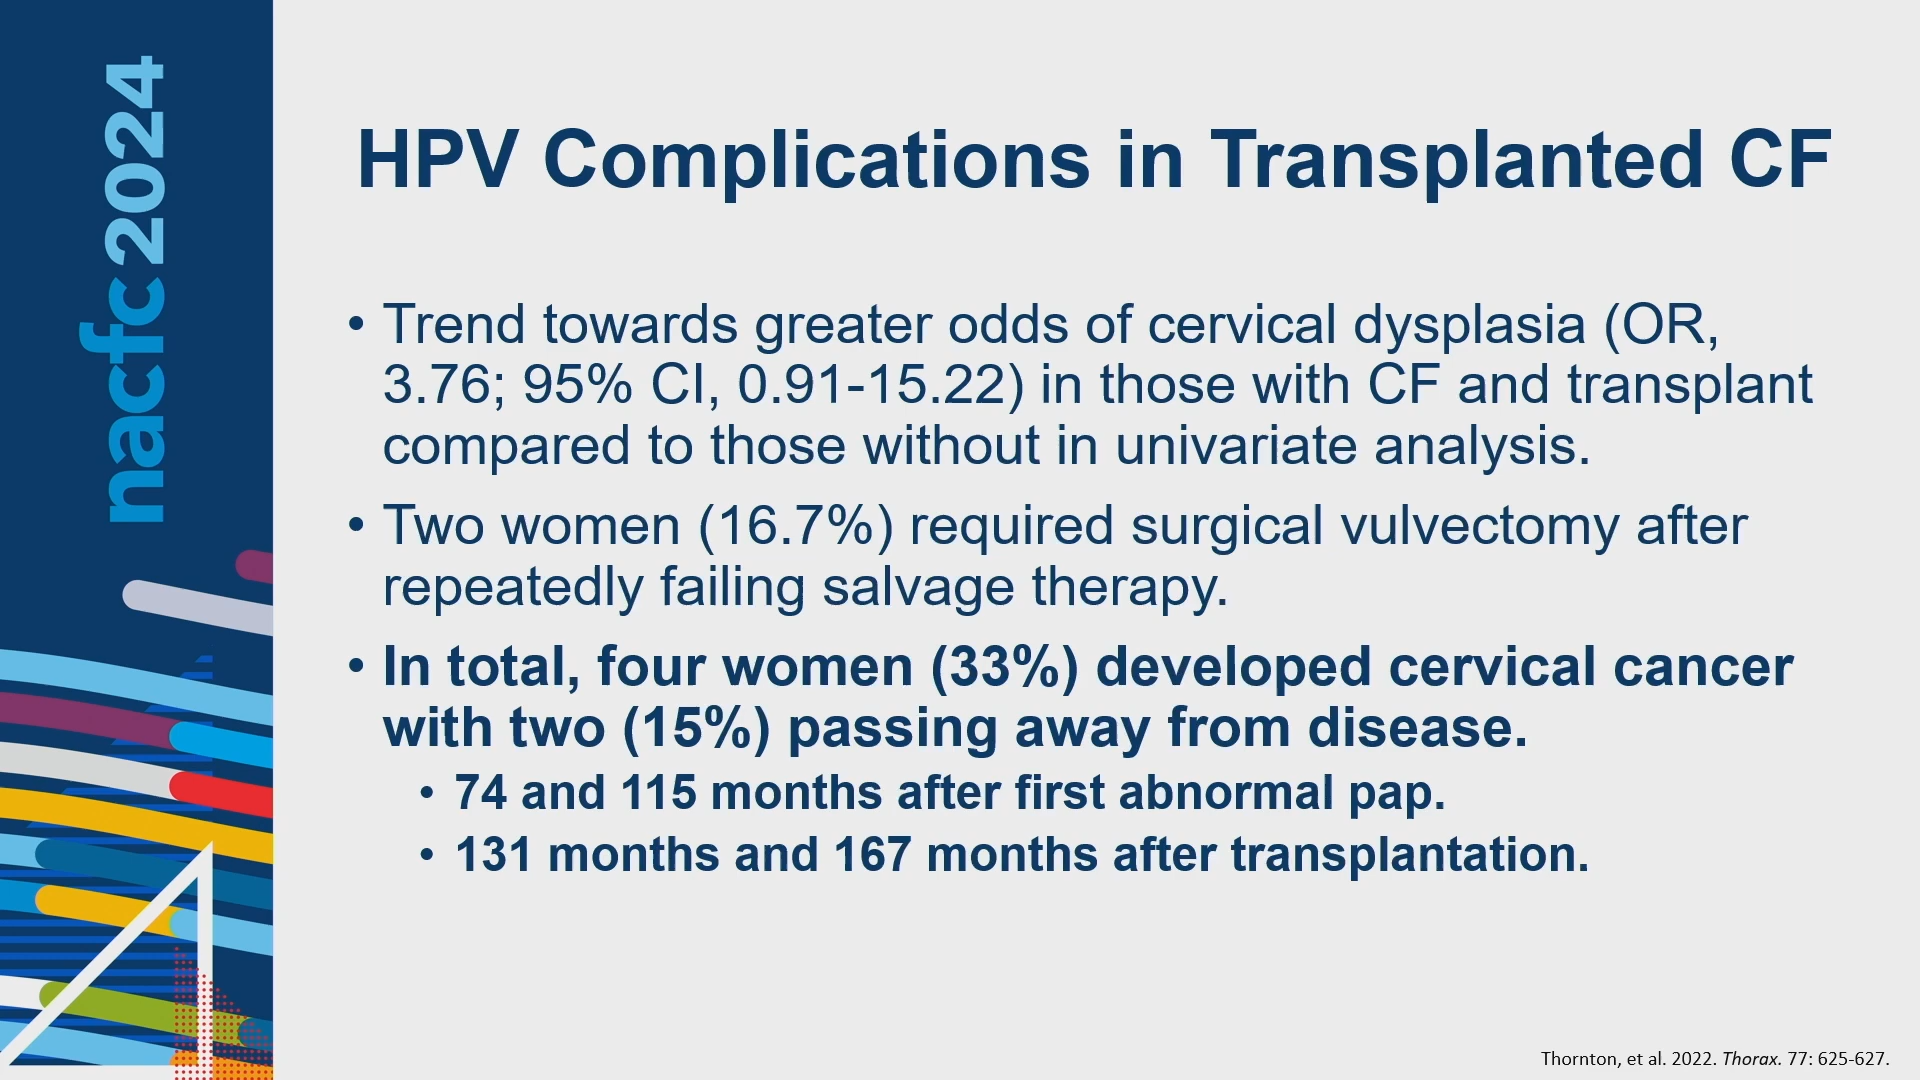 nacfc2024
HPV Complications in Transplanted CF
• Trend towards greater odds of cervical dysplasia (OR,
3.76; 95% CI, 0.91-15.22) in those with CF and transplant
compared to those without in univariate analysis.
• Two women (16.7%) required surgical vulvectomy after
repeatedly failing salvage therapy.
• In total, four women (33%) developed cervical cancer
with two (15%) passing away from disease.
• 74 and 115 months after first abnormal pap.
• 131 months and 167 months after transplantation.
Thornton, et al. 2022. Thorax. 77: 625-627.